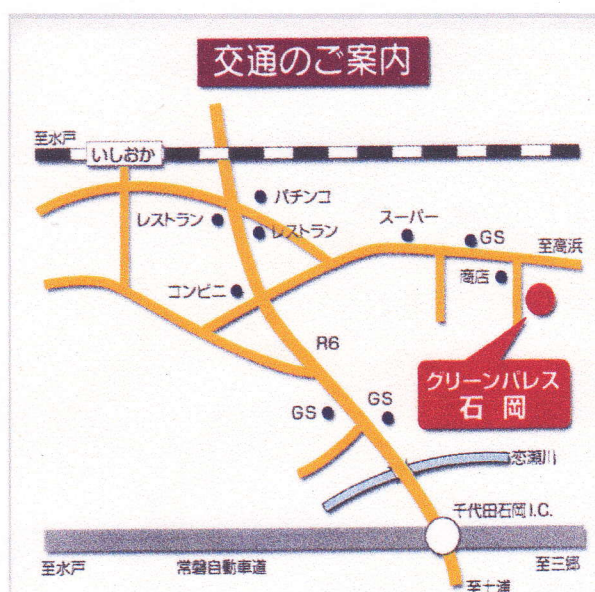 交通のご案内
至水戸
いしおか
パチンコ
レストラン
レストラン
スーパー
GS
至高浜
商店
コンビニ
R6
グリーンパレス
石岡
GS
GS
恋瀬川
千代田石岡I.C.
至水戸
常磐自動車道
至三郷
至土浦